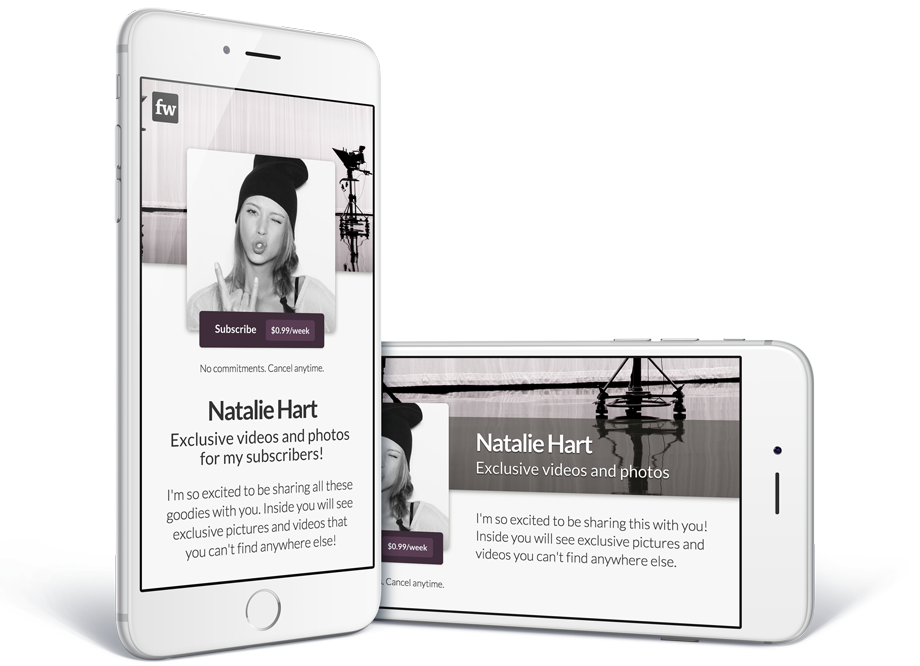 fw
Subscribe $0.99/week
No commitments. Cancel anytime.
Natalie Hart
Exclusive videos and photos
for my subscribers!
I'm so excited to be sharing all these
goodies with you. Inside you will see
exclusive pictures and videos that
you can't find anywhere else!
Natalie Hart
Exclusive videos and photos
I'm so excited to be sharing this with you!
Inside you will see exclusive pictures and
videos you can't find anywhere else.
$0.99/week
. Cancel anytime.